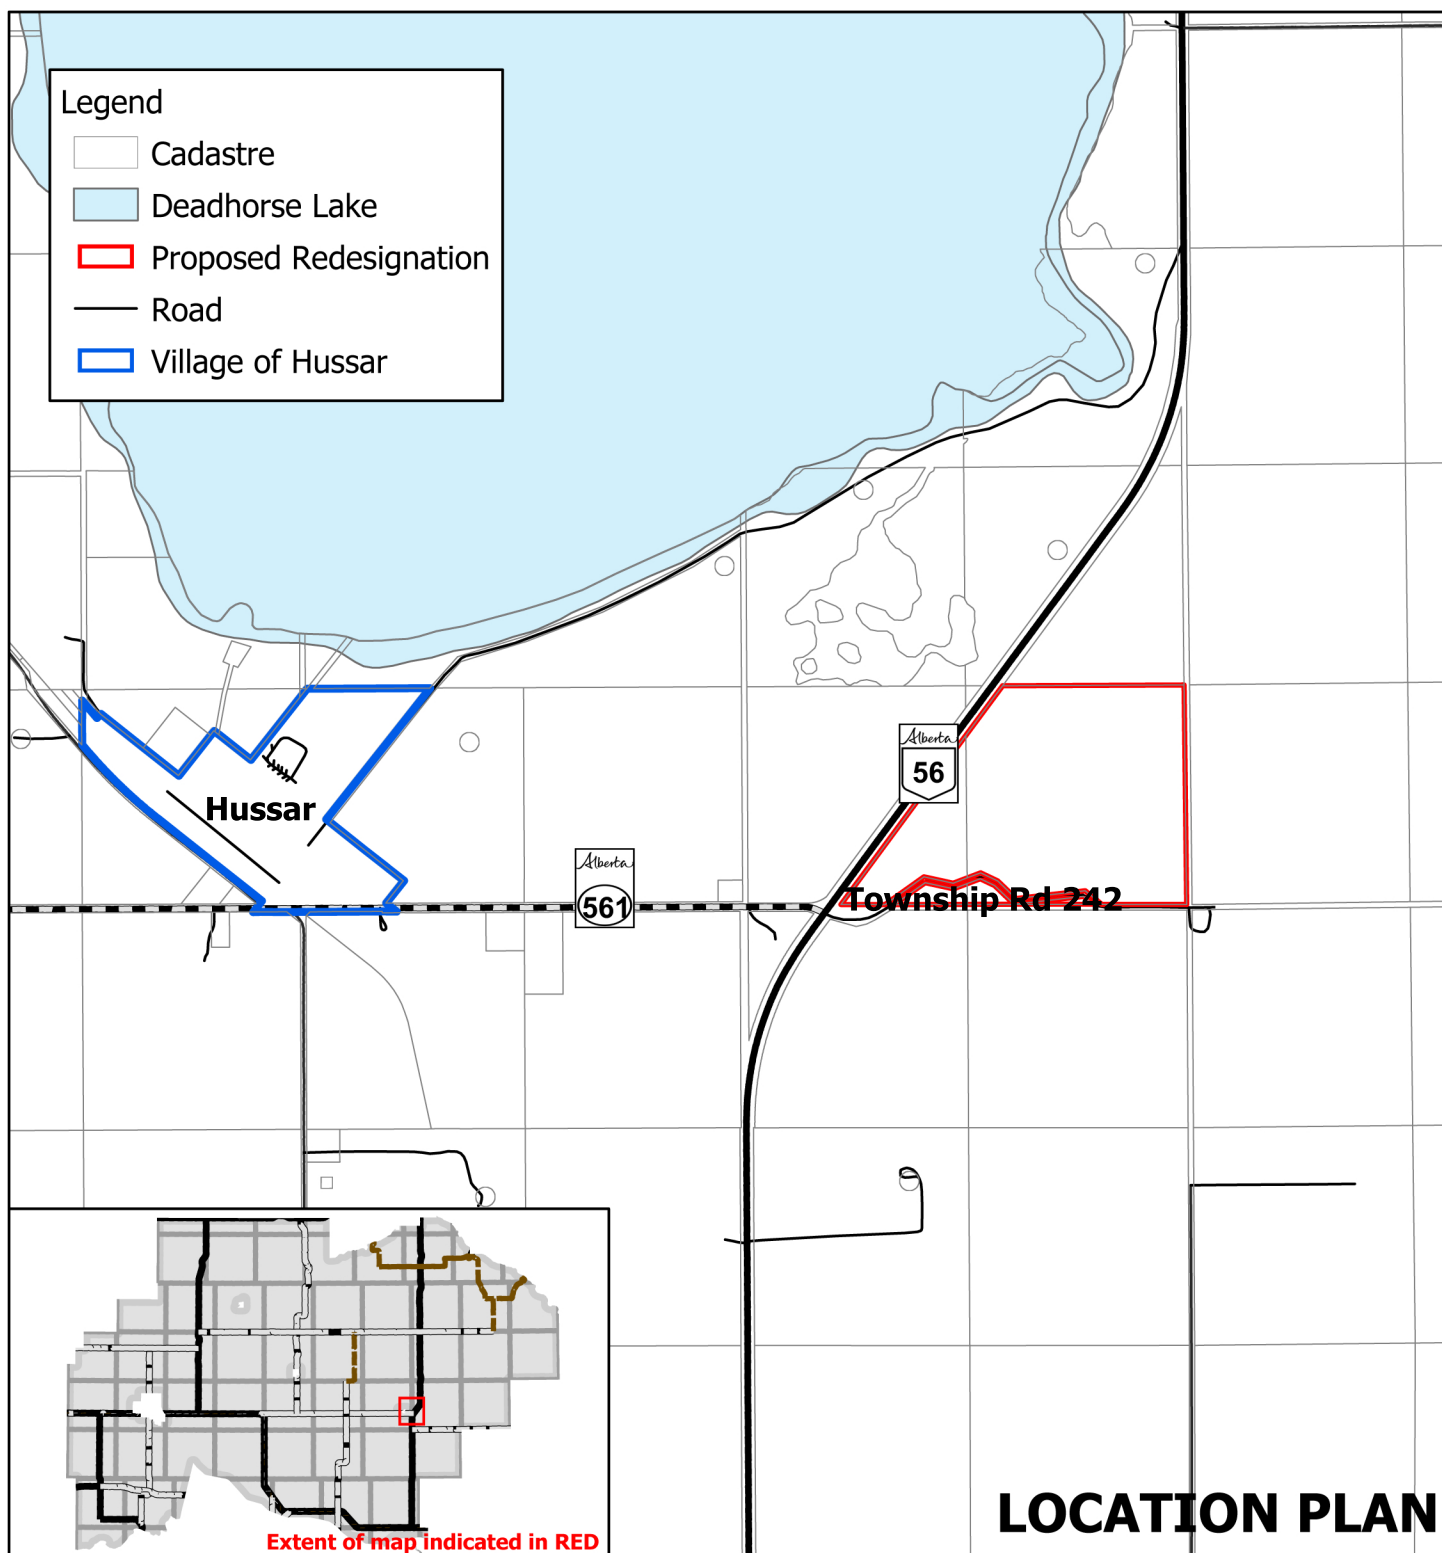 Legend
Cadastre
Deadhorse Lake
Proposed Redesignation
Road
Village of Hussar
Alberta
56
Hussar
Alberta
561
Township Rd 242
LOCATION PLAN
Extent of map indicated in RED